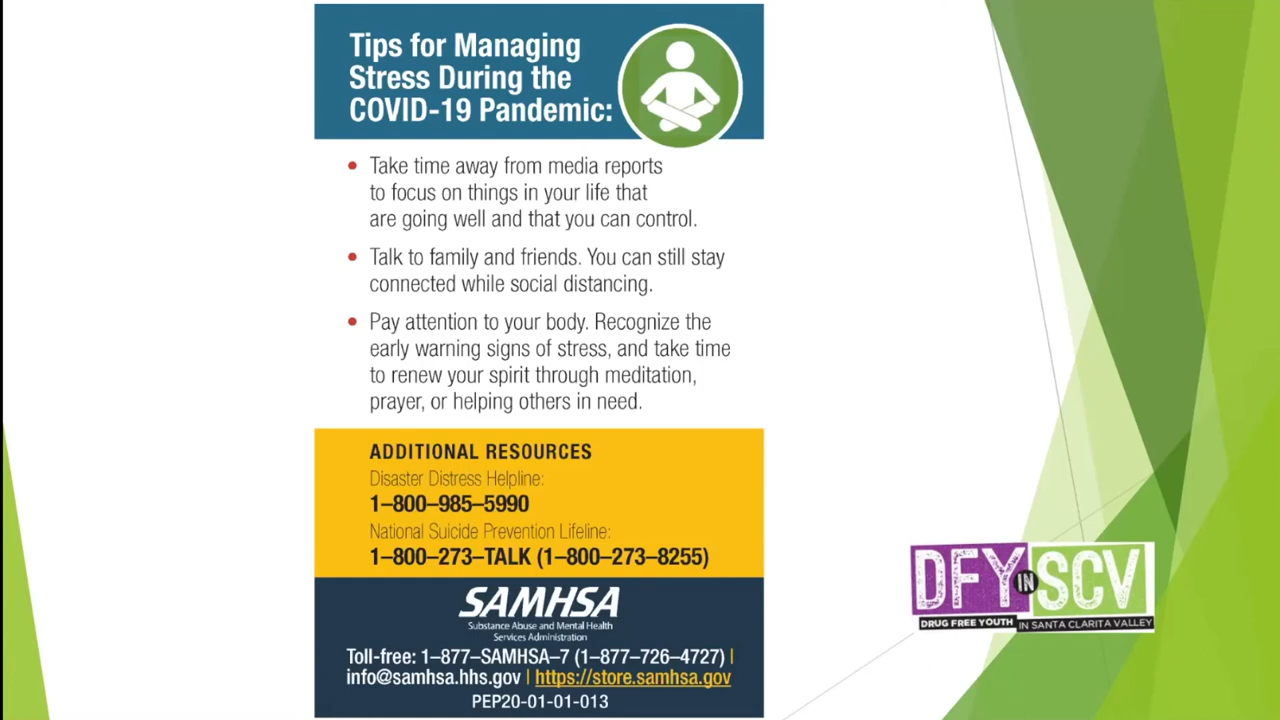 Tips for Managing
Stress During the
COVID-19 Pandemic:
• Take time away from media reports
to focus on things in your life that
are going well and that you can control.
• Talk to family and friends. You can still stay
connected while social distancing.
• Pay attention to your body. Recognize the
early warning signs of stress, and take time
to renew your spirit through meditation,
prayer, or helping others in need.
ADDITIONAL RESOURCES
Disaster Distress Helpline:
1–800–985–5990
National Suicide Prevention Lifeline:
1–800–273–TALK (1–800–273–8255)
SAMHSA
Substance Abuse and Mental Health
Services Administration
Toll-free: 1–877–SAMHSA–7 (1–877–726–4727) |
info@samhsa.hhs.gov | https://store.samhsa.gov
PEP20-01-01-013
DFY IN SCV
DRUG FREE YOUTH IN SANTA CLARITA VALLEY